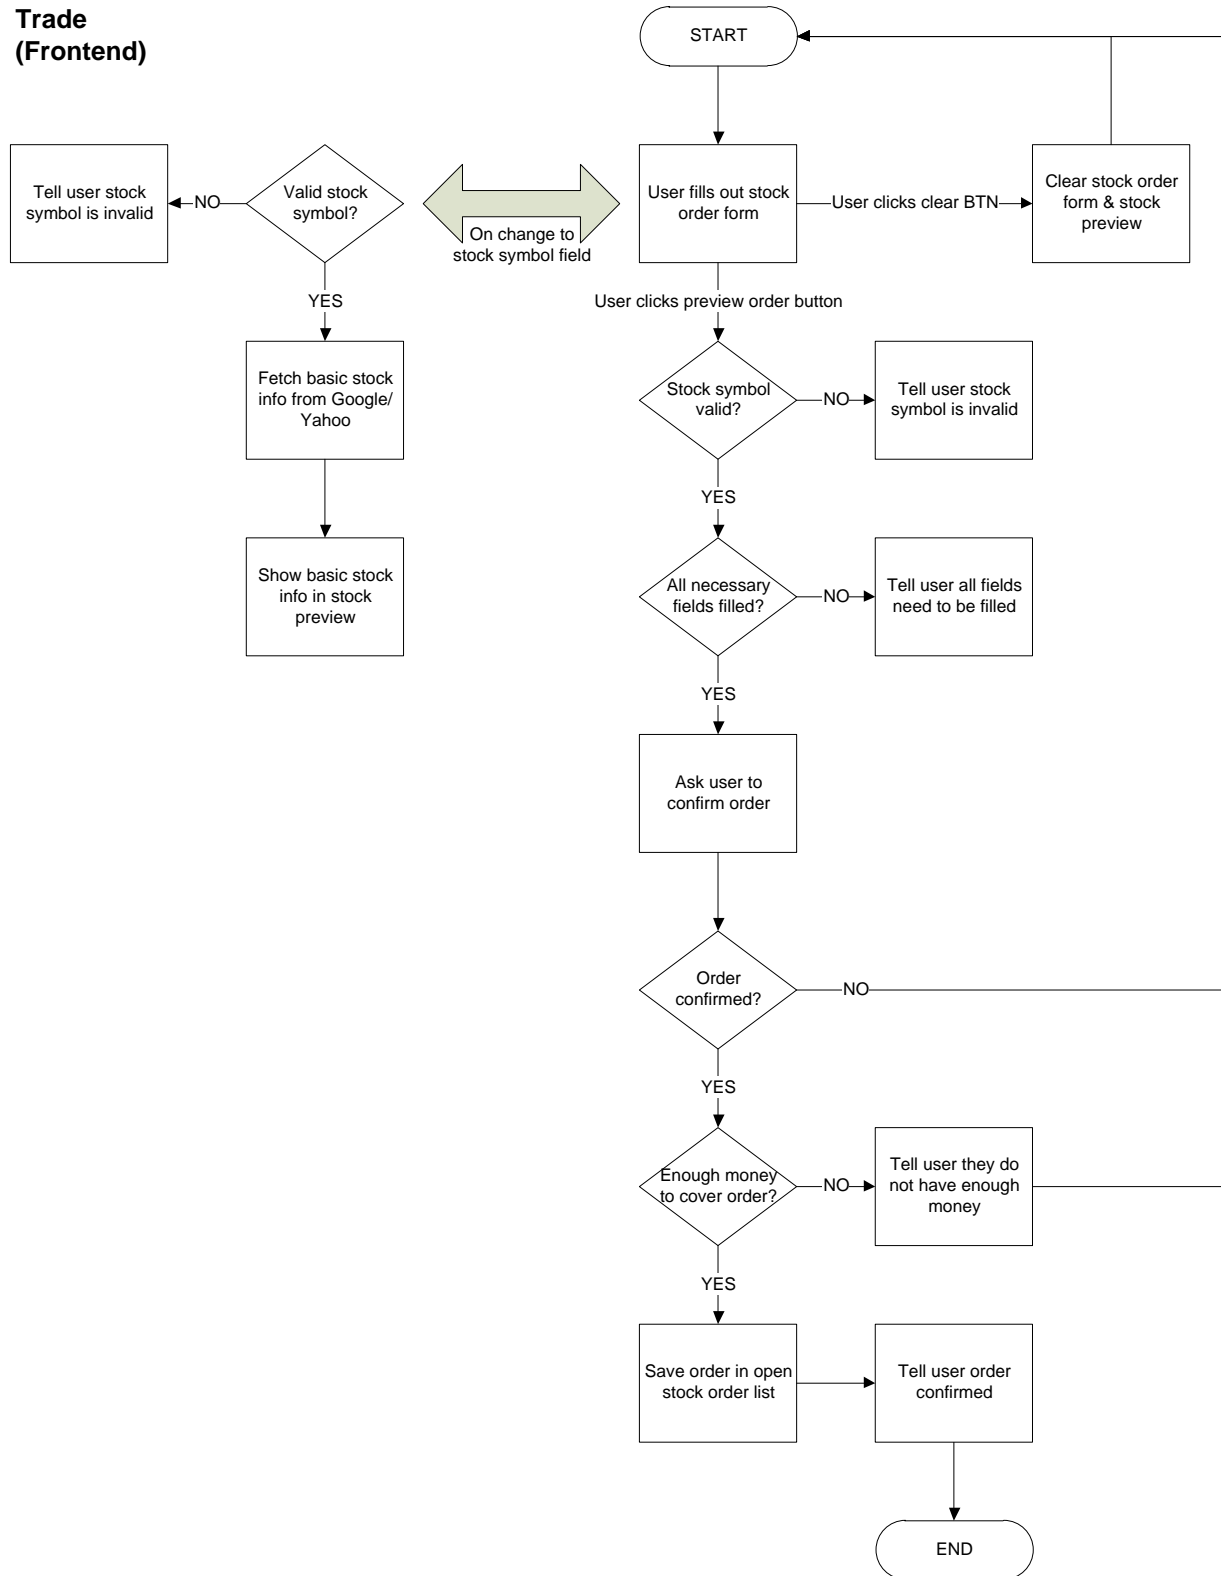 Trade
(Frontend)
START
Tell user stock
symbol is invalid
NO
Valid stock
symbol?
On change to
stock symbol field
User fills out stock
order form
User clicks clear BTN
Clear stock order
form & stock
preview
YES
User clicks preview order button
Fetch basic stock
info from Google/
Yahoo
Stock symbol
valid?
NO
Tell user stock
symbol is invalid
YES
Show basic stock
info in stock
preview
All necessary
fields filled?
NO
Tell user all fields
need to be filled
YES
Ask user to
confirm order
Order
confirmed?
NO
YES
Enough money
to cover order?
NO
Tell user they do
not have enough
money
YES
Save order in open
stock order list
Tell user order
confirmed
END